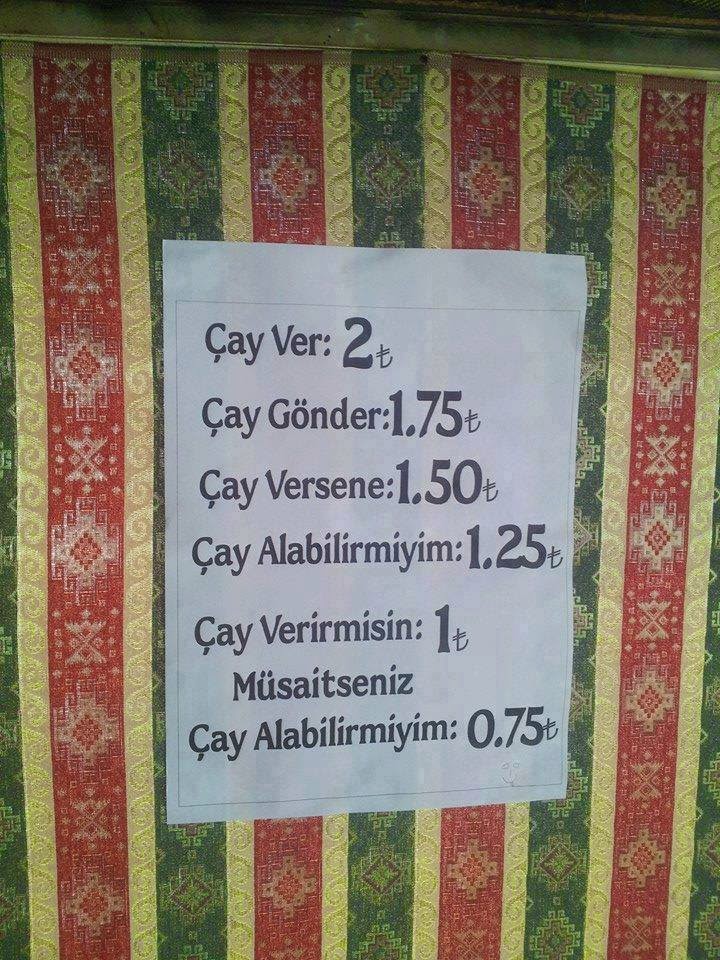 Çay Ver: 2₺
Çay Gönder:1.75₺
Çay Versene:1.50₺
Çay Alabilirmiyim:1.25₺
Çay Verirmisin: 1₺
Müsaitseniz
Çay Alabilirmiyim: 0.75₺